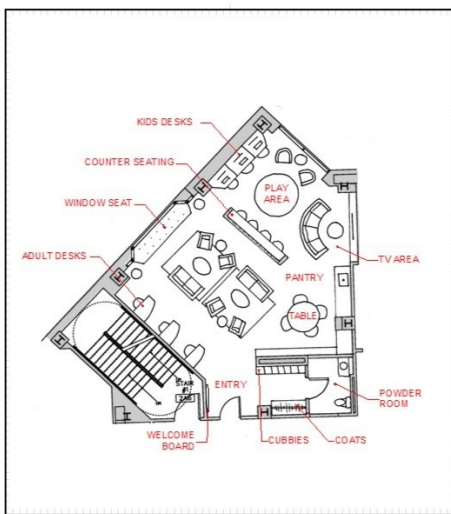 KIDS DESKS
COUNTER SEATING
PLAY
AREA
WINDOW SEAT
ADULT DESKS
TV AREA
PANTRY
TABLE
ENTRY
STAIR
POWDER
ROOM
WELCOME
BOARD
CUBBIES
COATS